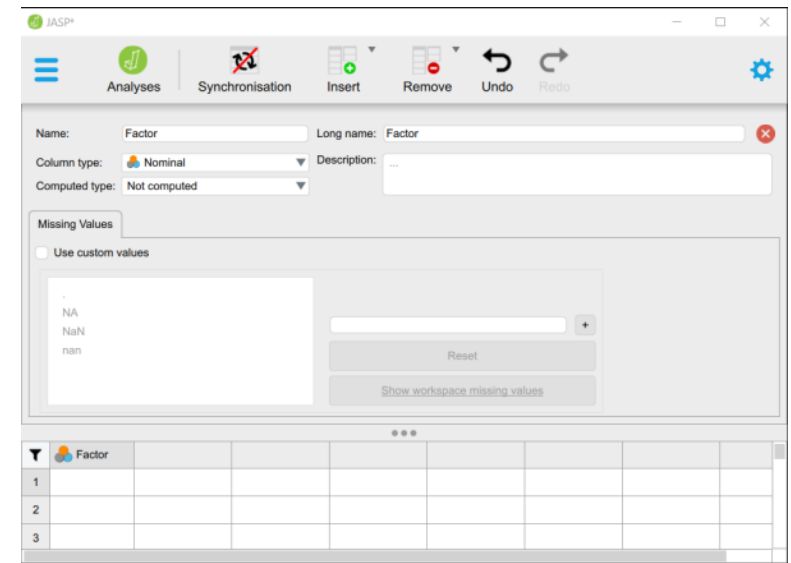 JASP*
Analyses
Synchronisation
Insert
Remove
Undo
Redo
Name: Factor
Long name: Factor
Column type: Nominal
Description: ...
Computed type: Not computed
Missing Values
Use custom values
.
NA
NaN
nan
+
Reset
Show workspace missing values
Factor
1
2
3